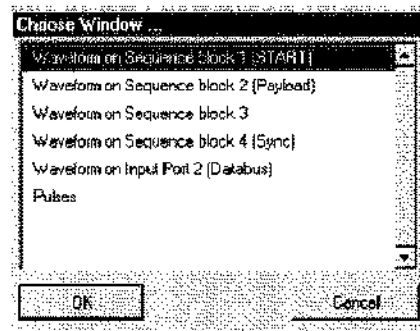 Choose Window ...
Waveform on Sequence block 1 (START)
Waveform on Sequence block 2 (Payload)
Waveform on Sequence block 3
Waveform on Sequence block 4 (Sync)
Waveform on Input Port 2 (Databus)
Pulses
OK
Cancel